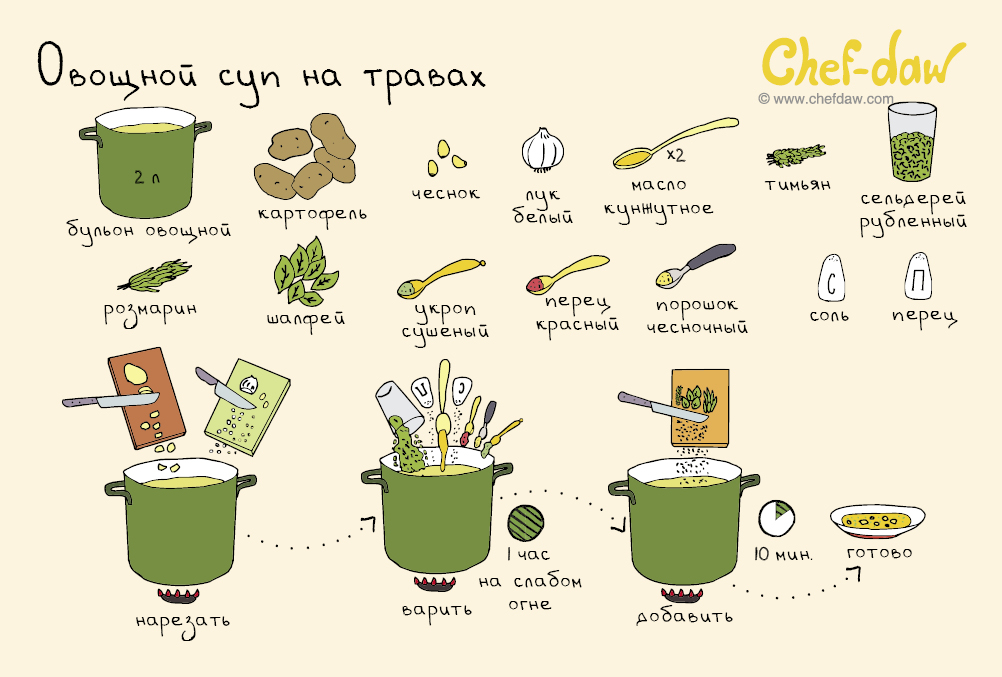 Овощной суп на травах
Chef-daw
© www.chefdaw.com
2 л
бульон овощной
картофель
чеснок
лук
белый
x2
масло
кунжутное
тимьян
сельдерей
рубленный
розмарин
шалфей
укроп
сушеный
перец
красный
порошок
чесночный
С
соль
П
перец
П
С
нарезать
варить
1 час
на слабом
огне
добавить
10 мин.
готово